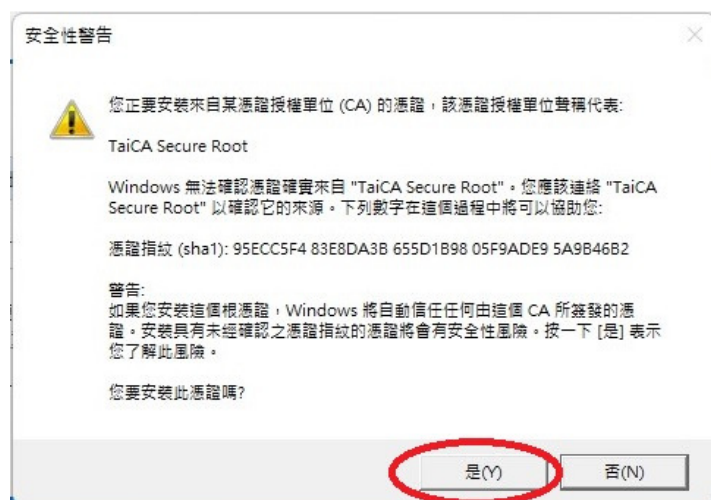 安全性警告
您正要安裝來自某憑證授權單位 (CA) 的憑證，該憑證授權單位聲稱代表:
TaiCA Secure Root
Windows 無法確認憑證確實來自 "TaiCA Secure Root"。您應該連絡 "TaiCA
Secure Root" 以確認它的來源。下列數字在這個過程中將可以協助您:
憑證指紋 (sha1): 95ECC5F4 83E8DA3B 655D1B98 05F9ADE9 5A9B46B2
警告:
如果您安裝這個根憑證，Windows 將自動信任任何由這個 CA 所簽發的憑
證。安裝具有未經確認之憑證指紋的憑證將會有安全性風險。按一下 [是] 表示
您了解此風險。
您要安裝此憑證嗎?
是(Y)
否(N)